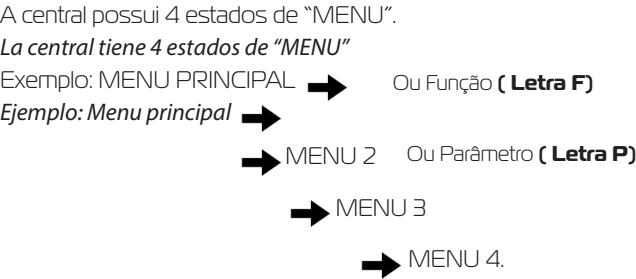 A central possui 4 estados de “MENU”.
La central tiene 4 estados de “MENU”
Exemplo: MENU PRINCIPAL Ou Função ( Letra F)
Ejemplo: Menu principal
MENU 2 Ou Parâmetro ( Letra P)
MENU 3
MENU 4.